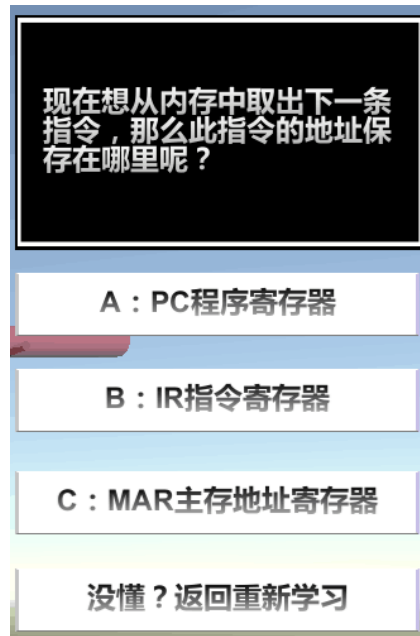 现在想从内存中取出下一条
指令，那么此指令的地址保
存在哪里呢？
A：PC程序寄存器
B：IR指令寄存器
C：MAR主存地址寄存器
没懂？返回重新学习